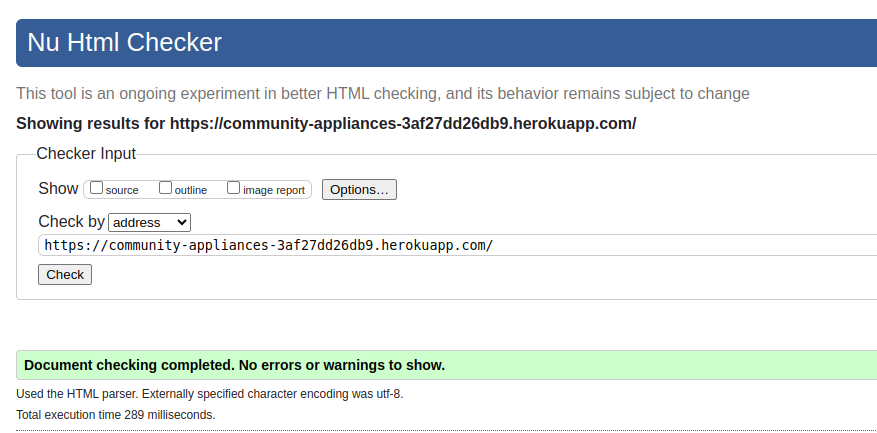 Nu Html Checker
This tool is an ongoing experiment in better HTML checking, and its behavior remains subject to change
Showing results for https://community-appliances-3af27dd26db9.herokuapp.com/
Checker Input
Show source outline image report Options...
Check by address
https://community-appliances-3af27dd26db9.herokuapp.com/
Check
Document checking completed. No errors or warnings to show.
Used the HTML parser. Externally specified character encoding was utf-8.
Total execution time 289 milliseconds.